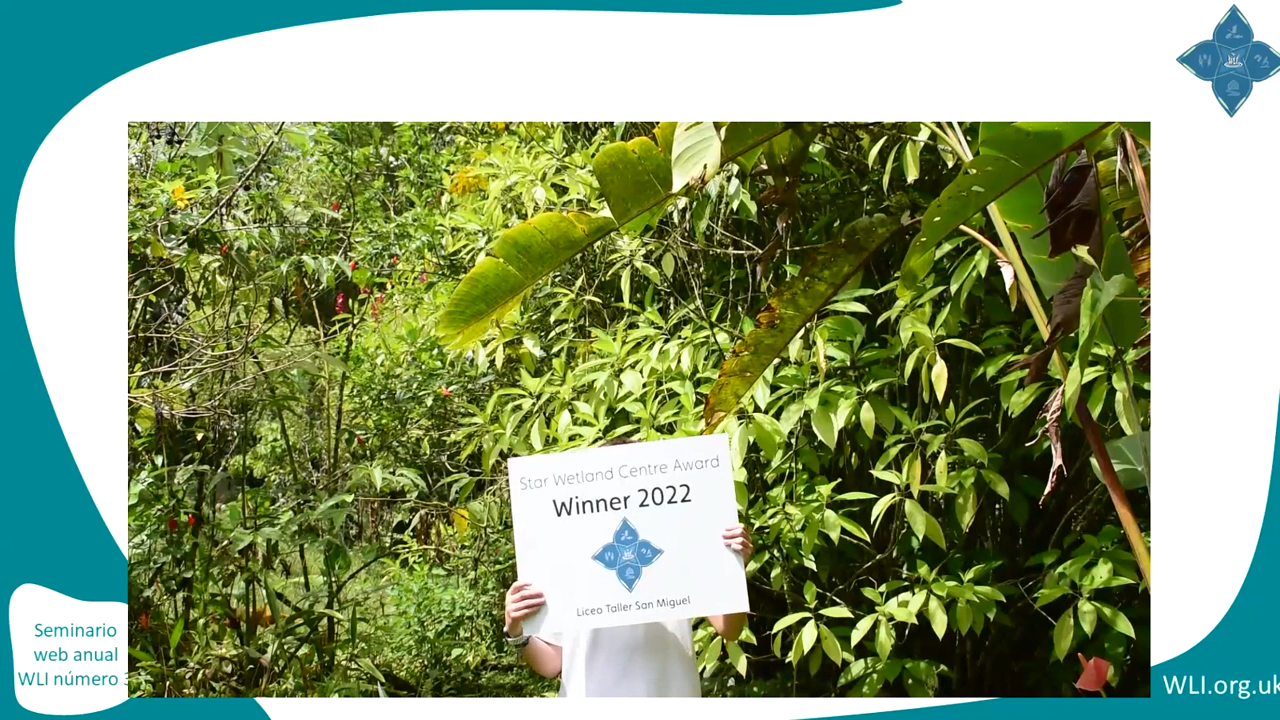 Star Wetland Centre Award
Winner 2022
Liceo Taller San Miguel
Seminario
web anual
WLI número
WLI.org.uk